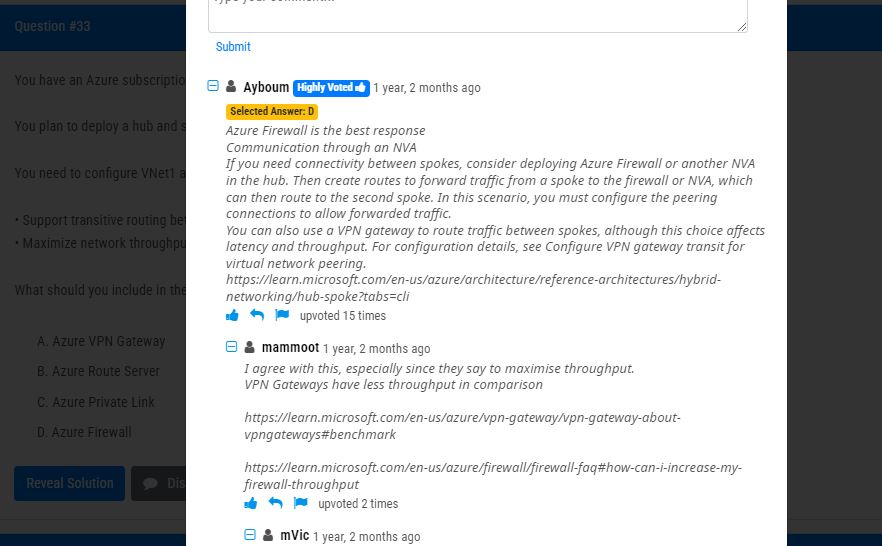 Type your comment...
Submit
Question #33
You have an Azure subscriptio
You plan to deploy a hub and s
You need to configure VNet1 a
• Support transitive routing bet
• Maximize network throughpu
What should you include in the
A. Azure VPN Gateway
B. Azure Route Server
C. Azure Private Link
D. Azure Firewall
Reveal Solution
Dis
Ayboum Highly Voted 1 year, 2 months ago
Selected Answer: D
Azure Firewall is the best response
Communication through an NVA
If you need connectivity between spokes, consider deploying Azure Firewall or another NVA
in the hub. Then create routes to forward traffic from a spoke to the firewall or NVA, which
can then route to the second spoke. In this scenario, you must configure the peering
connections to allow forwarded traffic.
You can also use a VPN gateway to route traffic between spokes, although this choice affects
latency and throughput. For configuration details, see Configure VPN gateway transit for
virtual network peering.
https://learn.microsoft.com/en-us/azure/architecture/reference-architectures/hybrid-
networking/hub-spoke?tabs=cli
upvoted 15 times
mammoot 1 year, 2 months ago
I agree with this, especially since they say to maximise throughput.
VPN Gateways have less throughput in comparison
https://learn.microsoft.com/en-us/azure/vpn-gateway/vpn-gateway-about-
vpngateways#benchmark
https://learn.microsoft.com/en-us/azure/firewall/firewall-faq#how-can-i-increase-my-
firewall-throughput
upvoted 2 times
mVic 1 year, 2 months ago